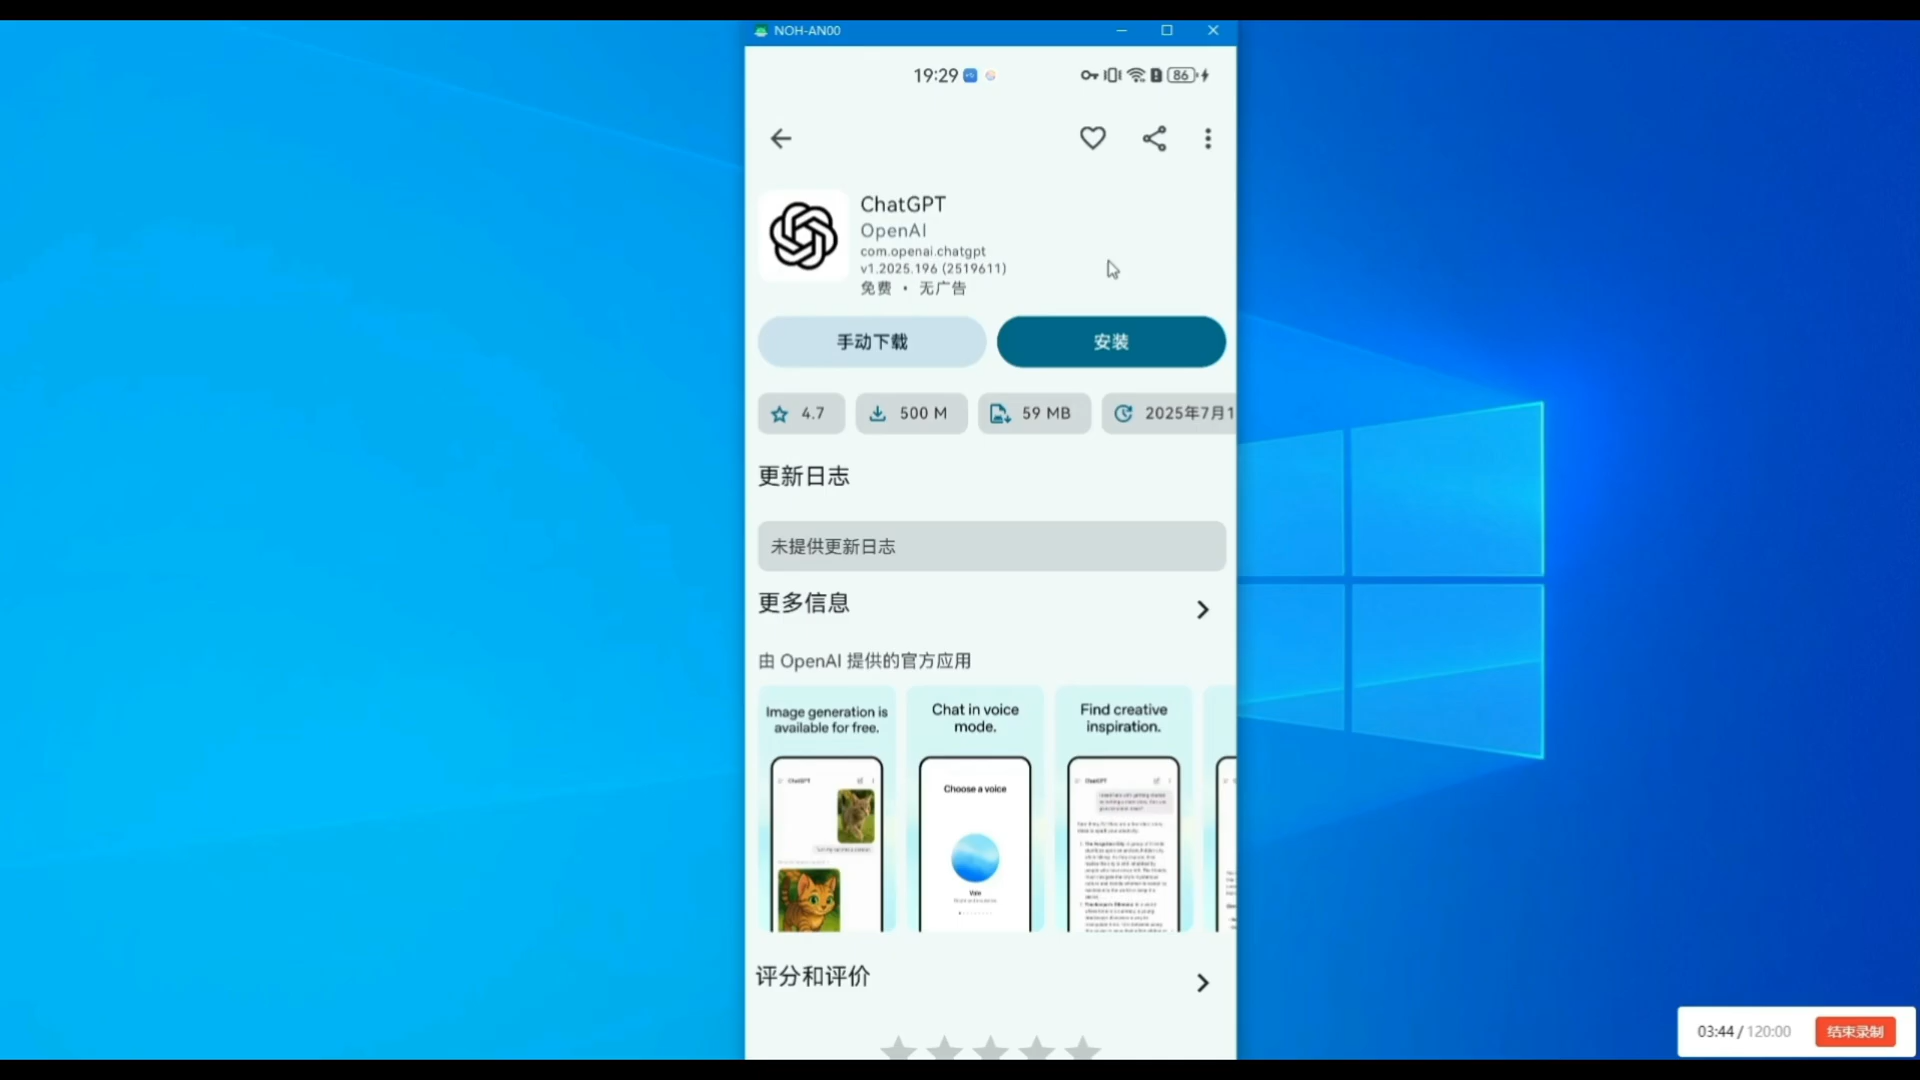 NOH-AN00
19:29
86
ChatGPT
OpenAI
com.openai.chatgpt
v1.2025.196 (2519611)
免费 • 无广告
手动下载
安装
4.7
500 M
59 MB
2025年7月1
更新日志
未提供更新日志
更多信息
由 OpenAI 提供的官方应用
Image generation is
available for free.
Chat in voice
mode.
Find creative
inspiration.
ChatGPT
Choose a voice
Vale
ChatGPT
评分和评价
03:44 / 120:00
结束录制